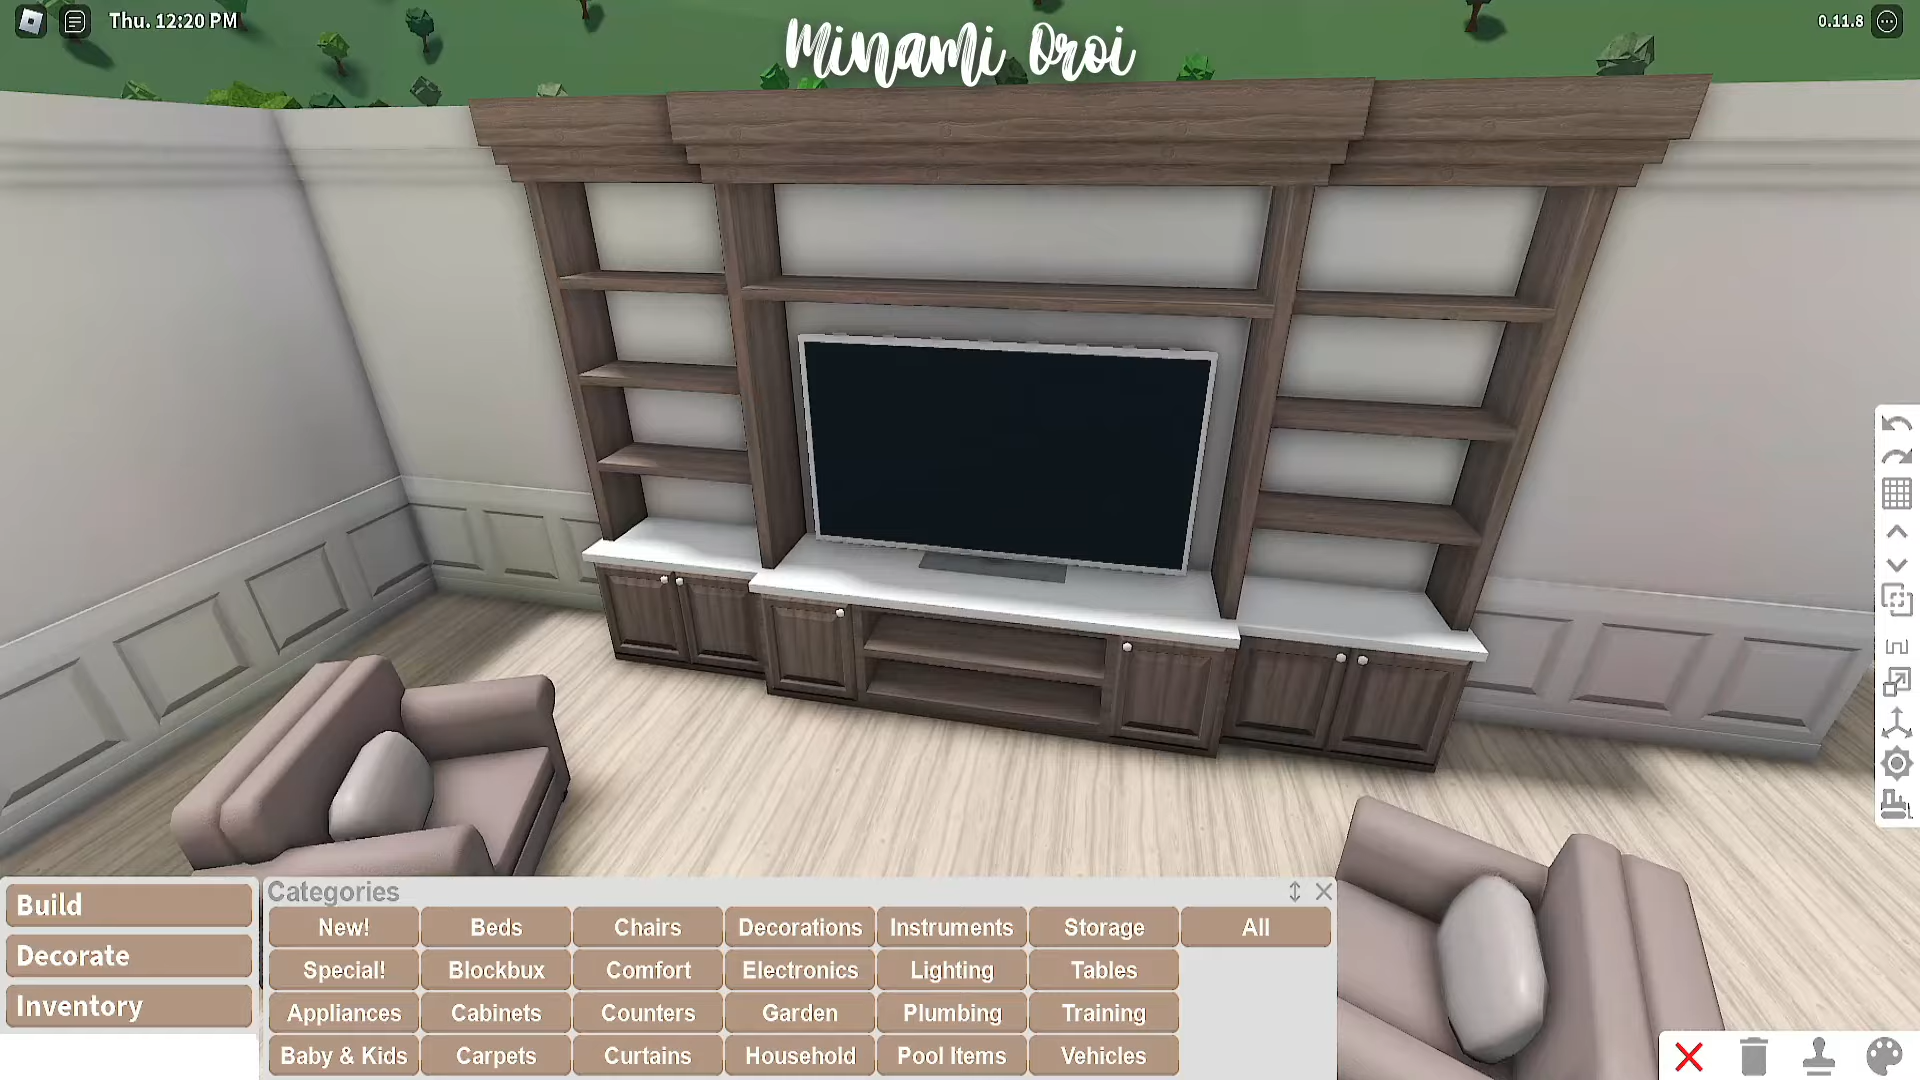 Thu. 12:20 PM
Minami Oroi
0.11.8
Build
Decorate
Inventory
Categories
New! Beds Chairs Decorations Instruments Storage All
Special! Blockbux Comfort Electronics Lighting Tables
Appliances Cabinets Counters Garden Plumbing Training
Baby & Kids Carpets Curtains Household Pool Items Vehicles